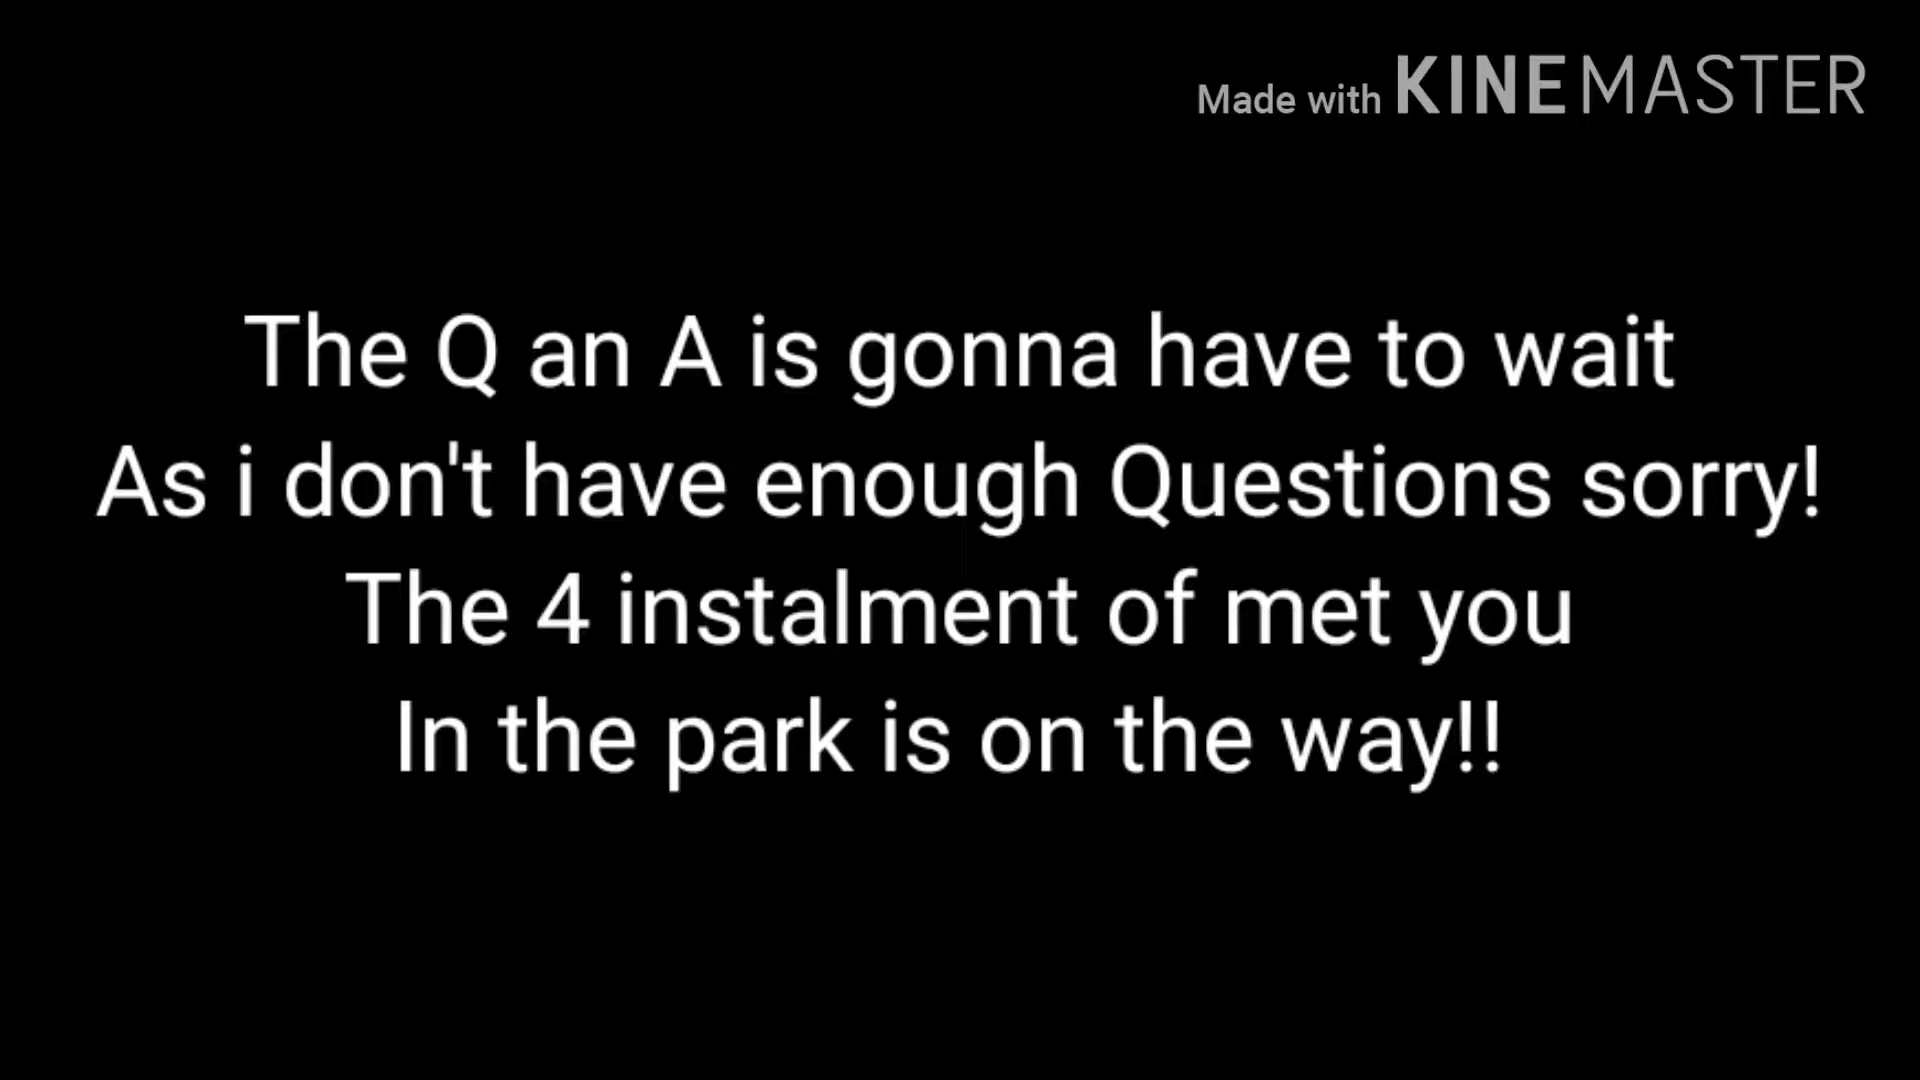 Made with KINEMASTER
The Q an A is gonna have to wait
As i don't have enough Questions sorry!
The 4 instalment of met you
In the park is on the way!!